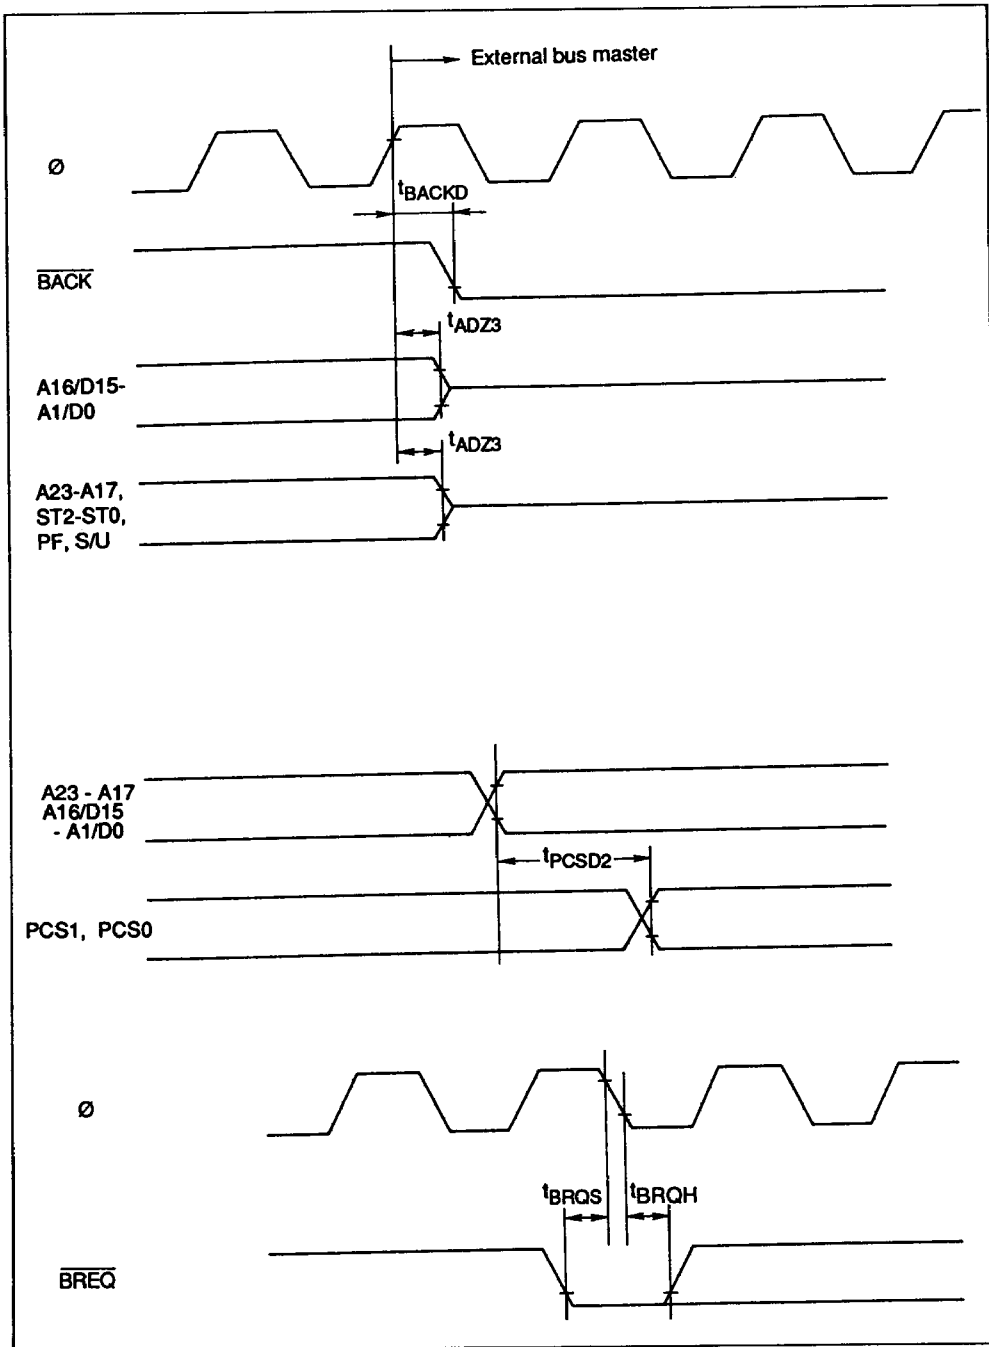 External bus master
Ø
tBACKD
BACK
tADZ3
A16/D15-
A1/D0
tADZ3
A23-A17,
ST2-ST0,
PF, S/U
A23 - A17
A16/D15
- A1/D0
tPCSD2
PCS1, PCS0
Ø
tBRQS
tBRQH
BREQ